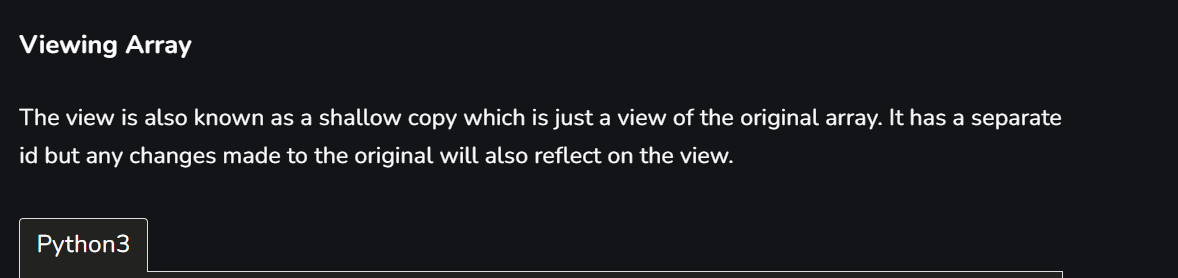 Viewing Array
The view is also known as a shallow copy which is just a view of the original array. It has a separate
id but any changes made to the original will also reflect on the view.
Python3